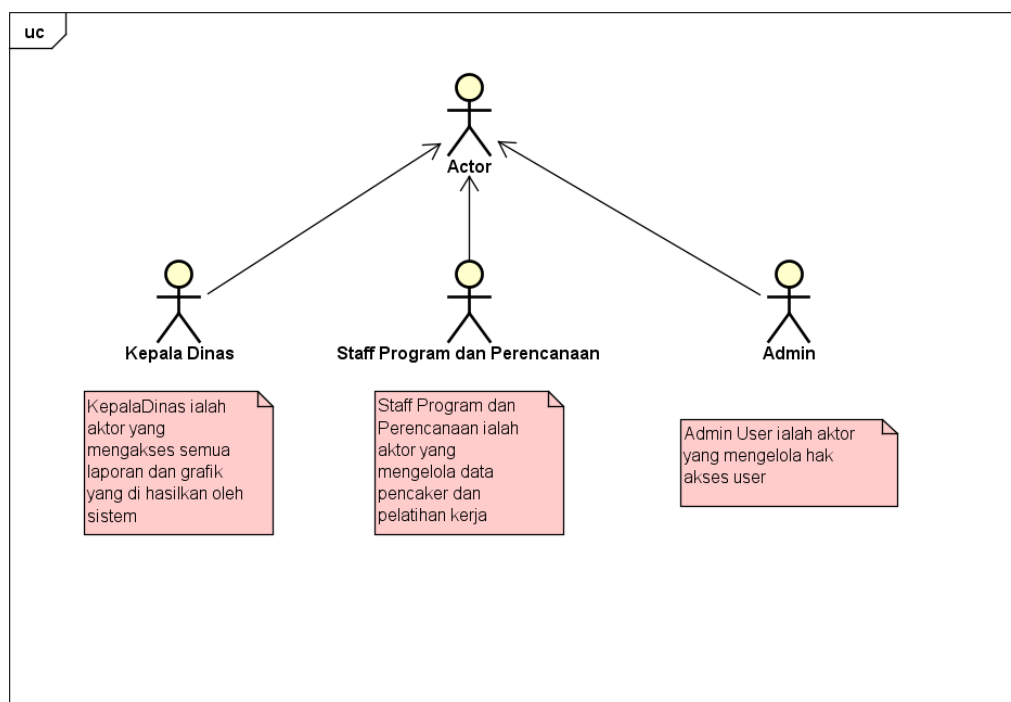 uc
Actor
Kepala Dinas
Staff Program dan Perencanaan
Admin
KepalaDinas ialah
aktor yang
mengakses semua
laporan dan grafik
yang di hasilkan oleh
sistem
Staff Program dan
Perencanaan ialah
aktor yang
mengelola data
pencaker dan
pelatihan kerja
Admin User ialah aktor
yang mengelola hak
akses user